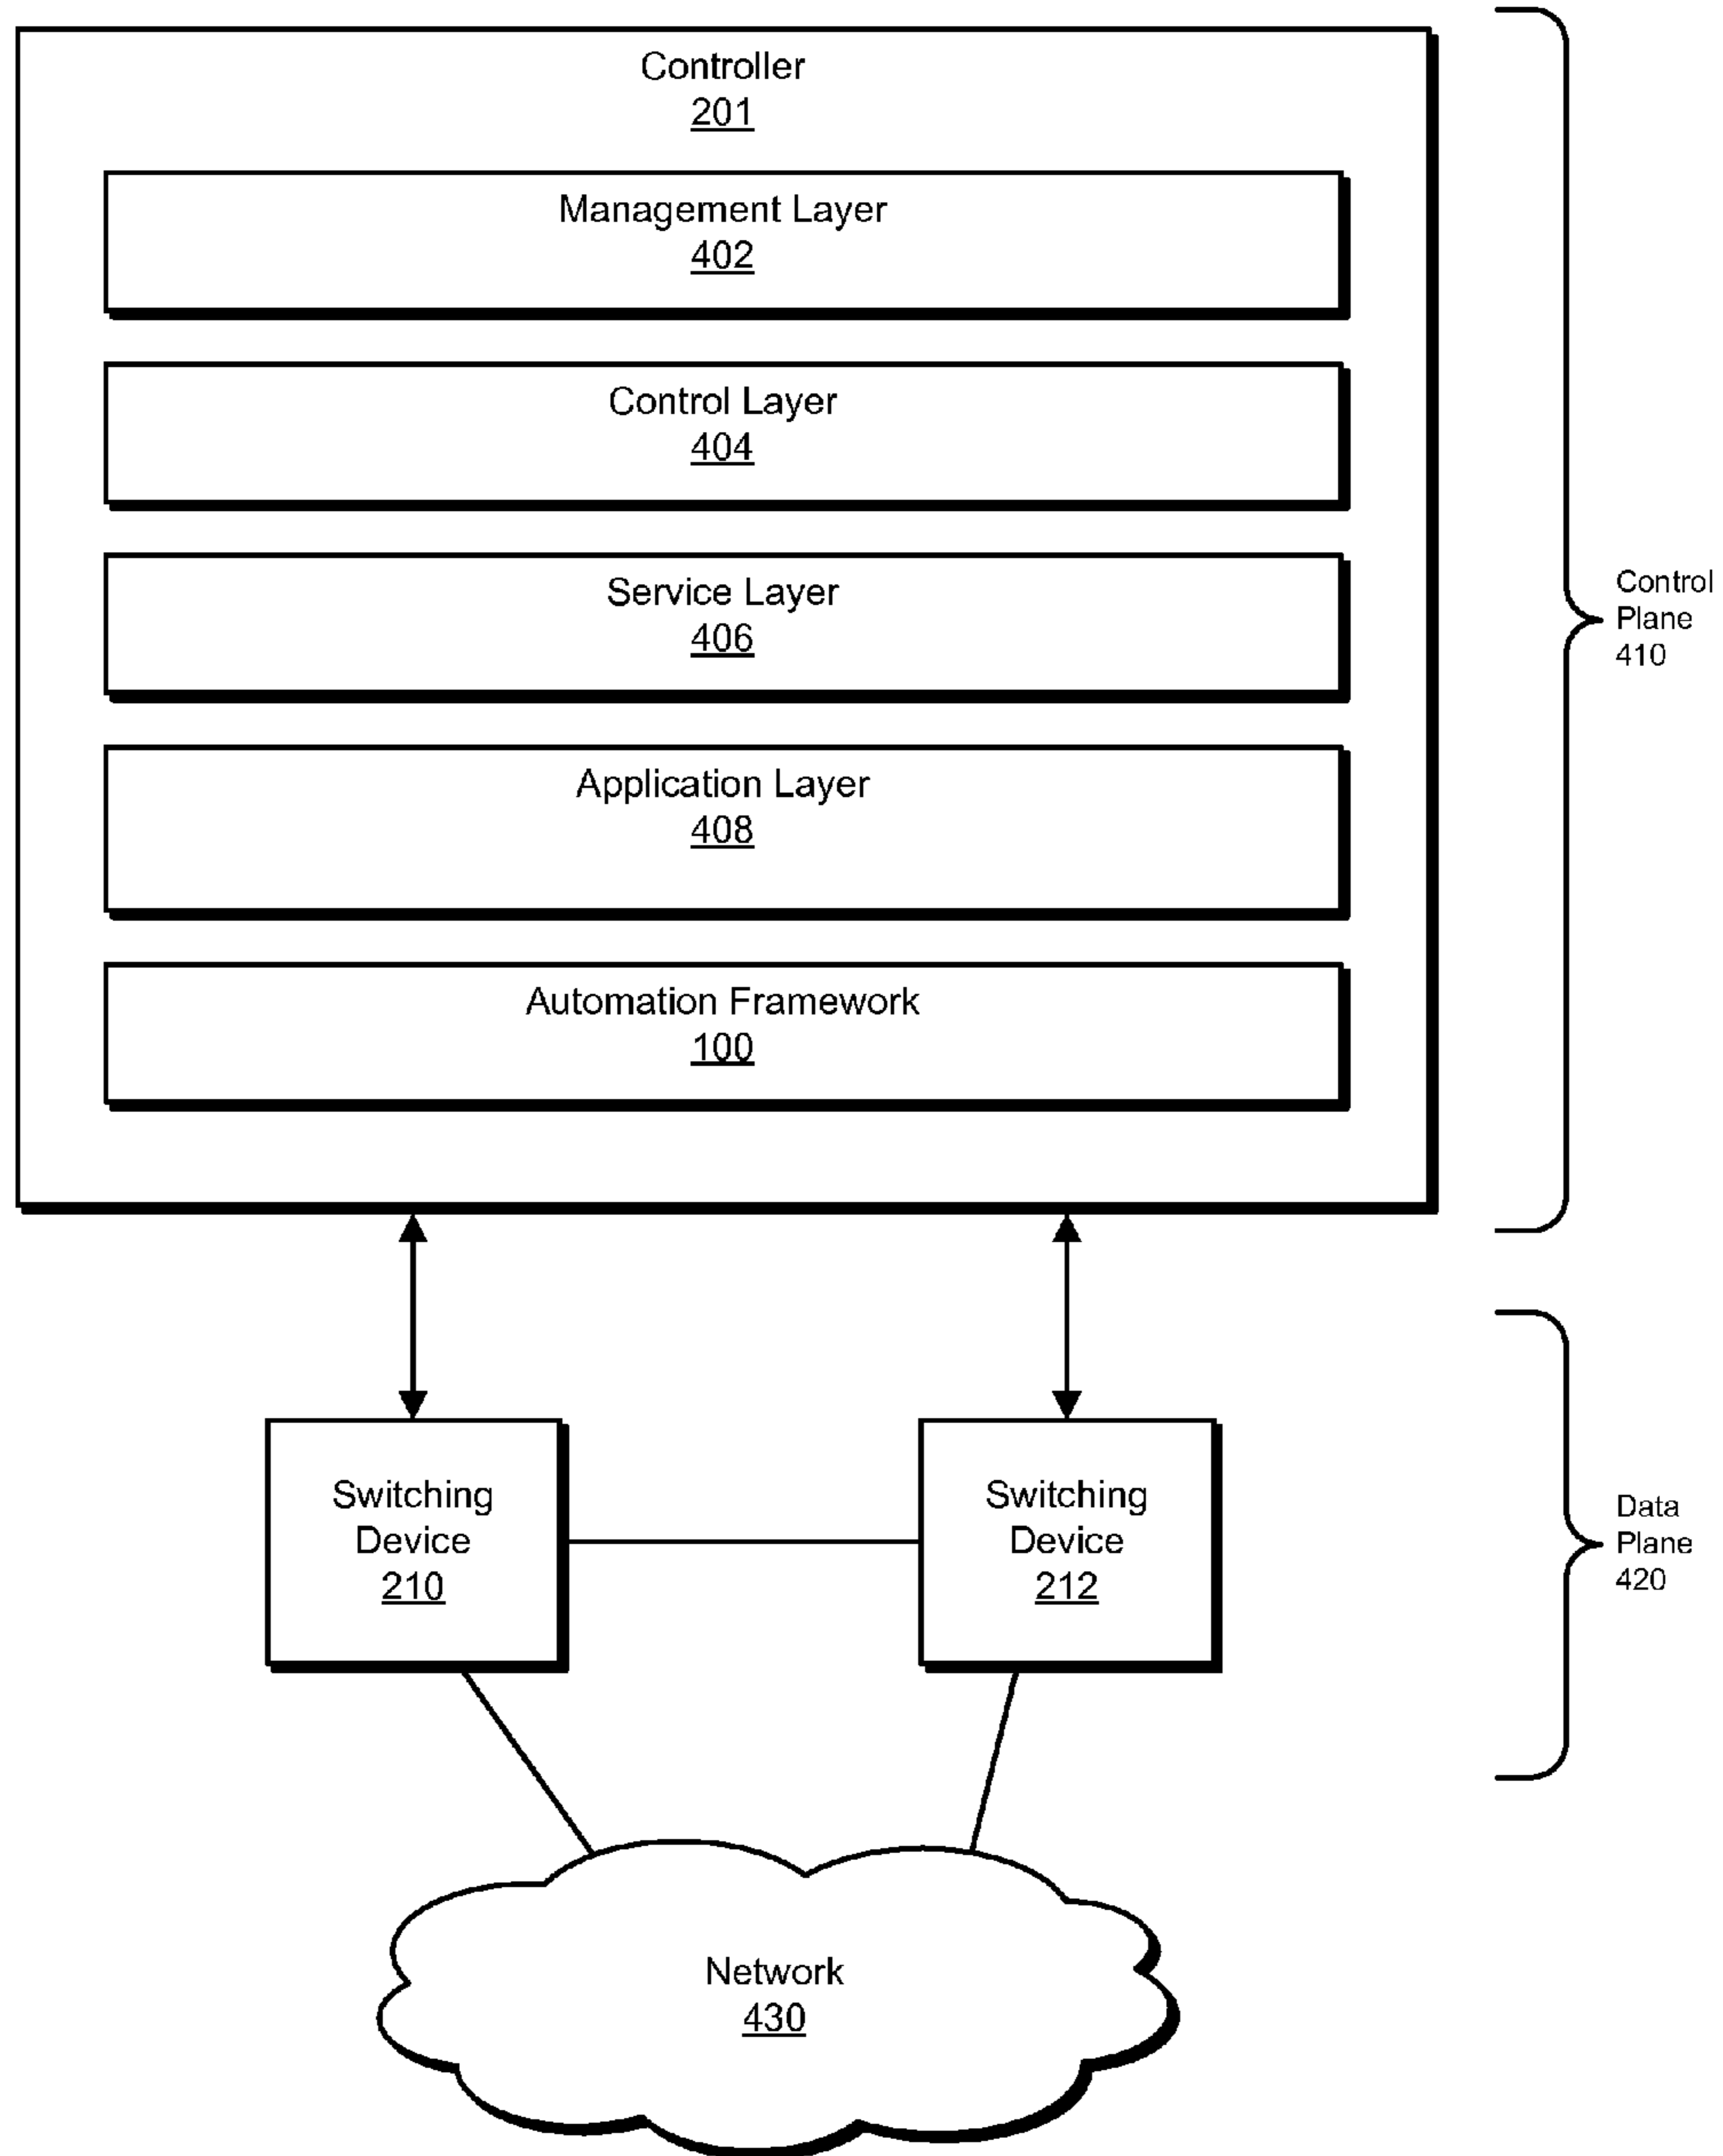 Controller
201
Management Layer
402
Control Layer
404
Service Layer
406
Application Layer
408
Automation Framework
100
Control
Plane
410
Switching
Device
210
Switching
Device
212
Data
Plane
420
Network
430